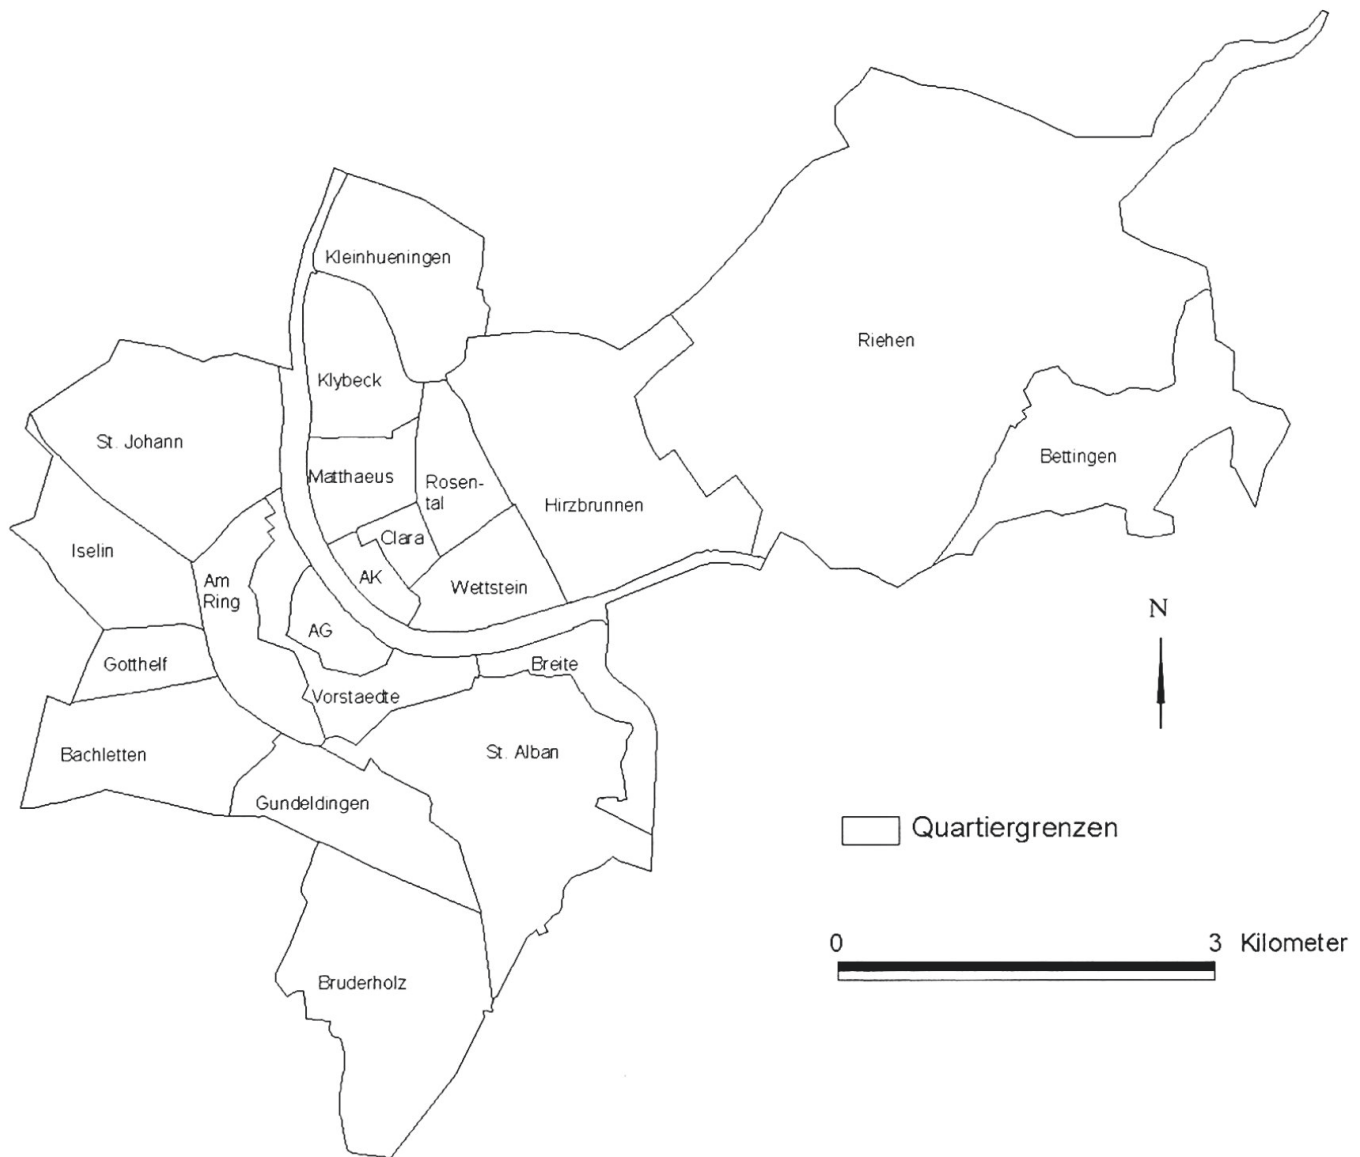 Kleinhueningen
Riehen
Klybeck
St. Johann
Bettingen
Matthaeus
Rosen-
tal
Hirzbrunnen
Clara
Iselin
AK
Am
Ring
Wettstein
N
AG
Gotthelf
Breite
Vorstaedte
Bachletten
St. Alban
Gundeldingen
Quartiergrenzen
0 3 Kilometer
Bruderholz